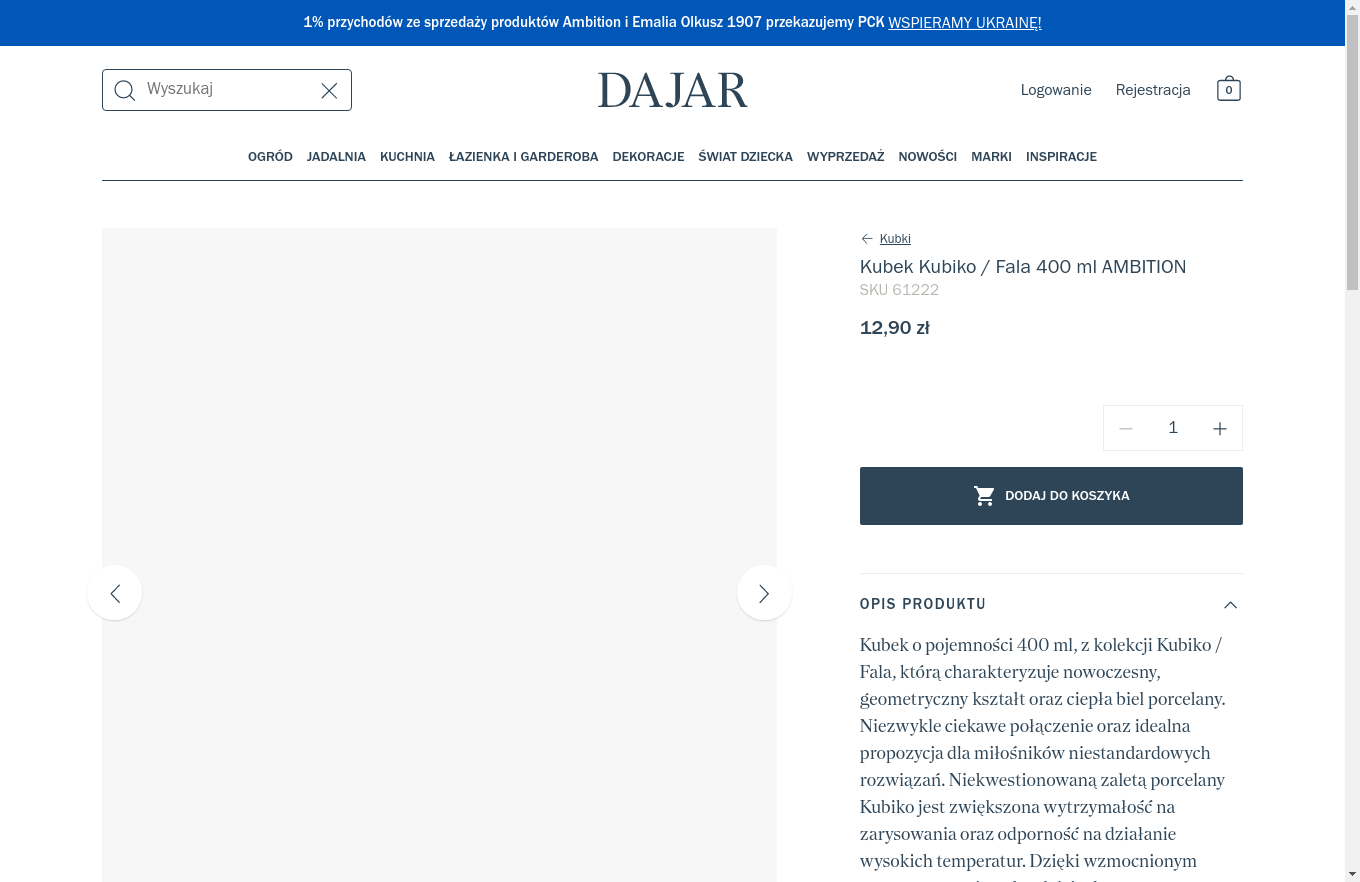 1% przychodów ze sprzedaży produktów Ambition i Emalia Olkusz 1907 przekazujemy PCK WSPIERAMY UKRAINĘ!
Wyszukaj
DAJAR
Logowanie
Rejestracja
0
OGRÓD JADALNIA KUCHNIA ŁAZIENKA I GARDEROBA DEKORACJE ŚWIAT DZIECKA WYPRZEDAŻ NOWOŚCI MARKI INSPIRACJE
Kubki
Kubek Kubiko / Fala 400 ml AMBITION
SKU 61222
12,90 zł
1
DODAJ DO KOSZYKA
OPIS PRODUKTU
Kubek o pojemności 400 ml, z kolekcji Kubiko /
Fala, którą charakteryzuje nowoczesny,
geometryczny kształt oraz ciepła biel porcelany.
Niezwykle ciekawe połączenie oraz idealna
propozycja dla miłośników niestandardowych
rozwiązań. Niekwestionowaną zaletą porcelany
Kubiko jest zwiększona wytrzymałość na
zarysowania oraz odporność na działanie
wysokich temperatur. Dzięki wzmocnionym